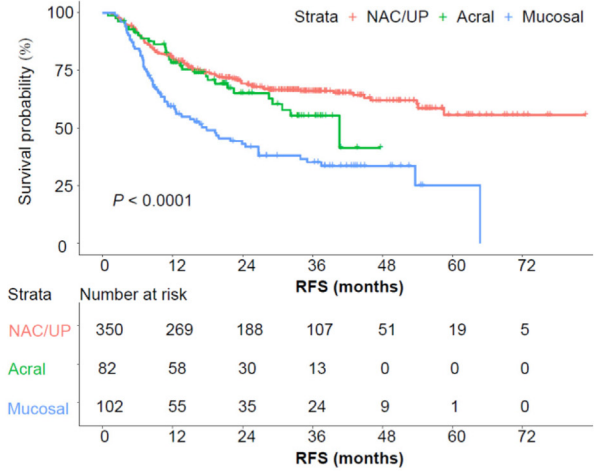 Strata NAC/UP Acral Mucosal
Survival probability (%)
100
75
50
25
0
P < 0.0001
0 12 24 36 48 60 72
RFS (months)
Strata Number at risk
NAC/UP 350 269 188 107 51 19 5
Acral 82 58 30 13 0 0 0
Mucosal 102 55 35 24 9 1 0
0 12 24 36 48 60 72
RFS (months)